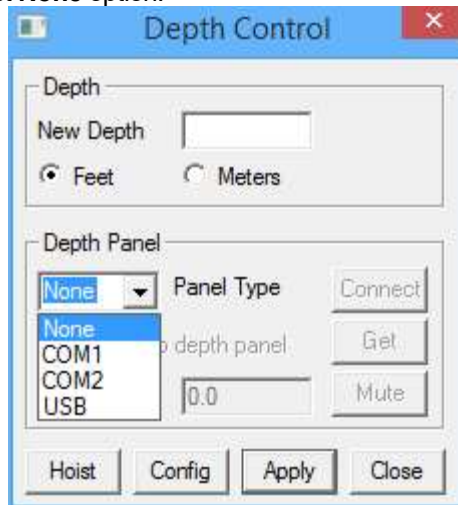 Depth Control
Depth
New Depth
Feet Meters
Depth Panel
None Panel Type Connect
None
COM1 depth panel Get
COM2
USB 0.0 Mute
Hoist Config Apply Close